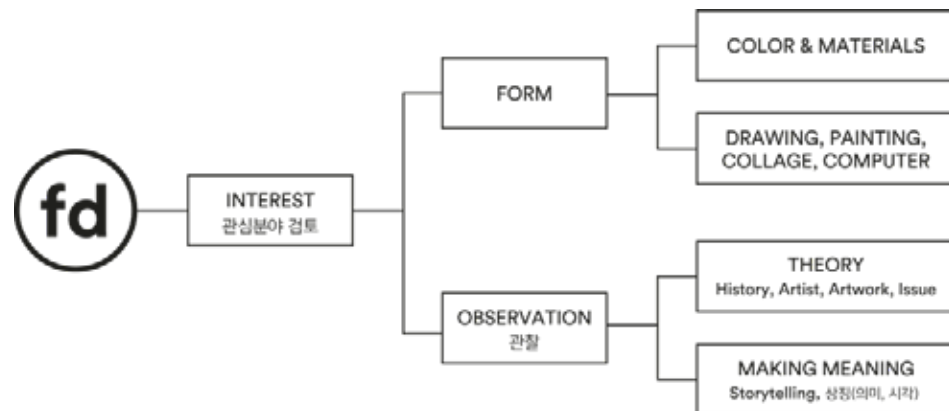 fd
INTEREST
관심분야 검토
FORM
COLOR & MATERIALS
DRAWING, PAINTING,
COLLAGE, COMPUTER
OBSERVATION
관찰
THEORY
History, Artist, Artwork, Issue
MAKING MEANING
Storytelling, 상징(의미, 시각)